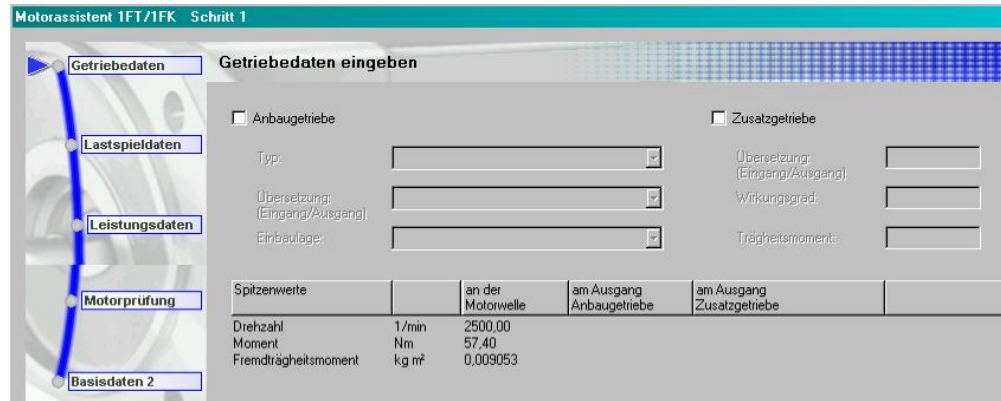 Motorassistent 1FT/1FK Schritt 1
Getriebedaten
Lastspieldaten
Leistungsdaten
Motorprüfung
Basisdaten 2
Getriebedaten eingeben
Anbaugetriebe
Typ:
Übersetzung:
(Eingang/Ausgang)
Einbaulage:
Zusatzgetriebe
Übersetzung:
(Eingang/Ausgang)
Wirkungsgrad:
Trägheitsmoment:
Spitzenwerte an der Motorwelle am Ausgang Anbaugetriebe am Ausgang Zusatzgetriebe
Drehzahl 1/min 2500,00
Moment Nm 57,40
Fremdträgheitsmoment kg m² 0,009053